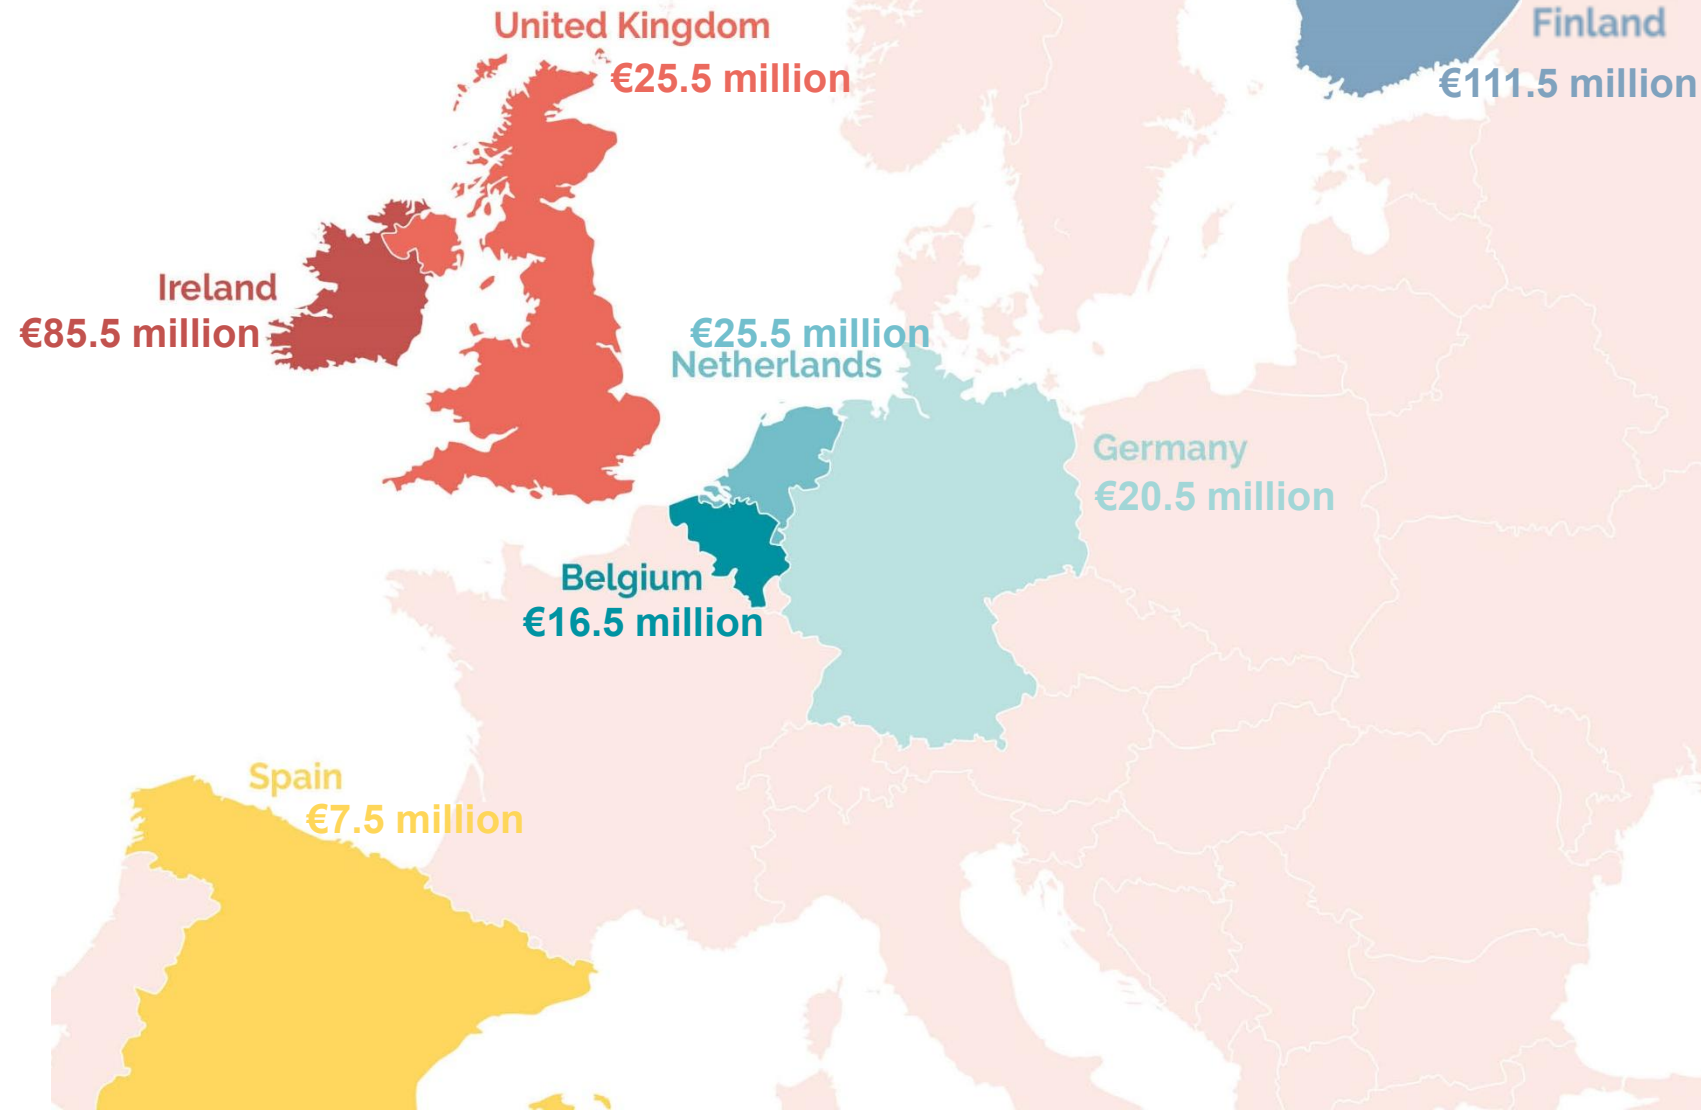 United Kingdom
€25.5 million
Finland
€111.5 million
Ireland
€85.5 million
€25.5 million
Netherlands
Germany
€20.5 million
Belgium
€16.5 million
Spain
€7.5 million